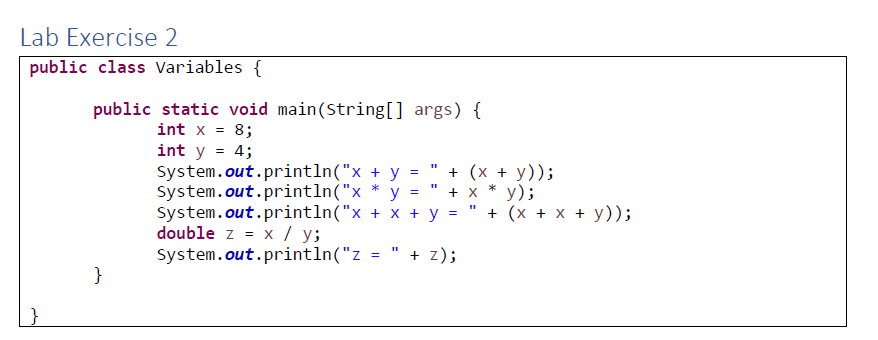 Lab Exercise 2
public class Variables {
public static void main(String[] args) {
int x = 8;
int y = 4;
System.out.println("x + y = " + (x + y));
System.out.println("x * y = " + x * y);
System.out.println("x + x + y = " + (x + x + y));
double z = x / y;
System.out.println("z = " + z);
}
}